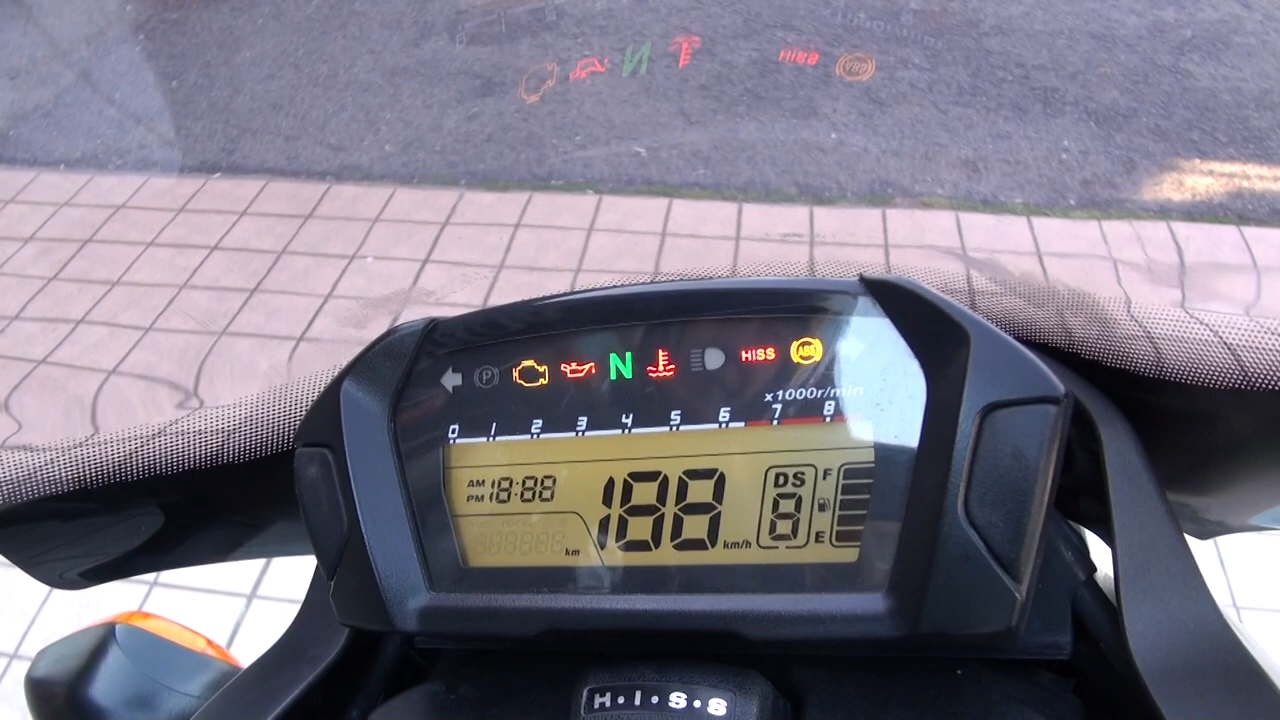 P N HISS ABS
x1000r/min
0 1 2 3 4 5 6 7 8
AM
PM 18:88
188 km/h
DS
8
F
E
km
H·I·S·S